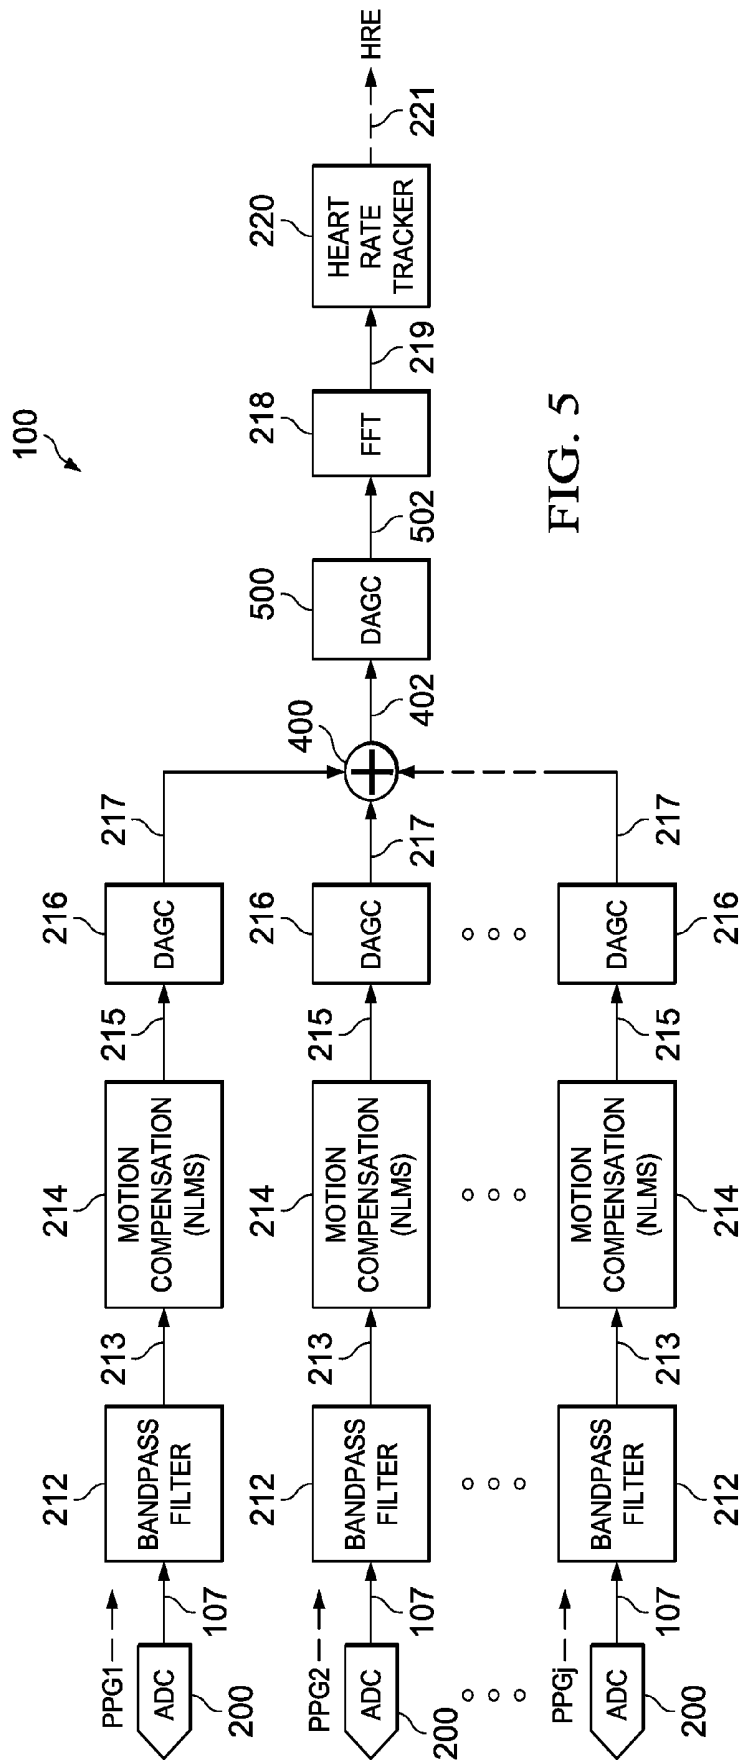 100
PPG1
ADC
200
107
212
BANDPASS
FILTER
213
214
MOTION
COMPENSATION
(NLMS)
215
216
DAGC
217
PPG2
ADC
200
107
212
BANDPASS
FILTER
213
214
MOTION
COMPENSATION
(NLMS)
215
216
DAGC
217
400
402
500
DAGC
502
218
FFT
219
220
HEART
RATE
TRACKER
221
HRE
PPGj
ADC
200
107
BANDPASS
FILTER
212
213
MOTION
COMPENSATION
(NLMS)
214
215
DAGC
216
217
FIG. 5